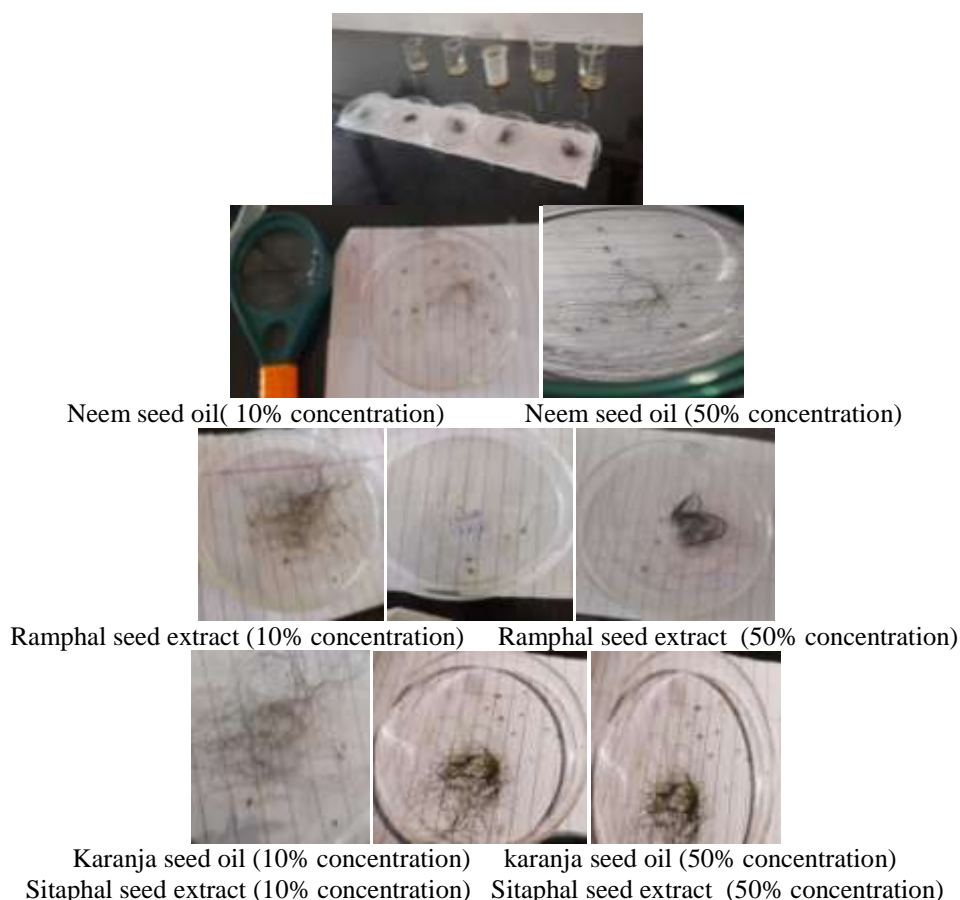 Neem seed oil( 10% concentration) Neem seed oil (50% concentration)
Ramphal seed extract (10% concentration) Ramphal seed extract (50% concentration)
Karanja seed oil (10% concentration) karanja seed oil (50% concentration)
Sitaphal seed extract (10% concentration) Sitaphal seed extract (50% concentration)